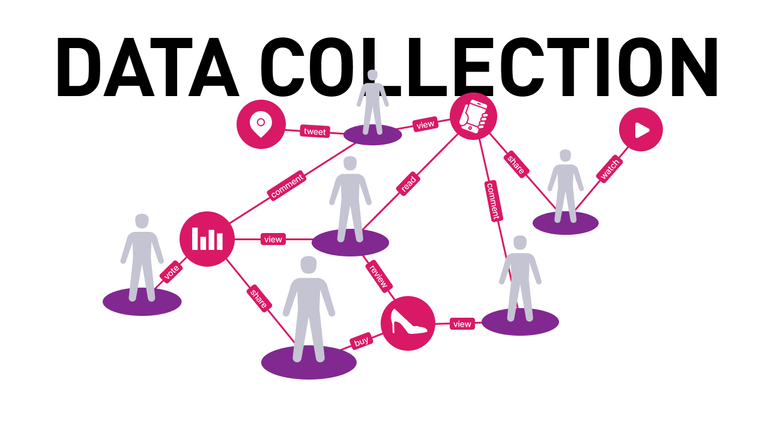 DATA COLLECTION
tweet
view
comment
read
share
watch
comment
view
vote
share
review
buy
view